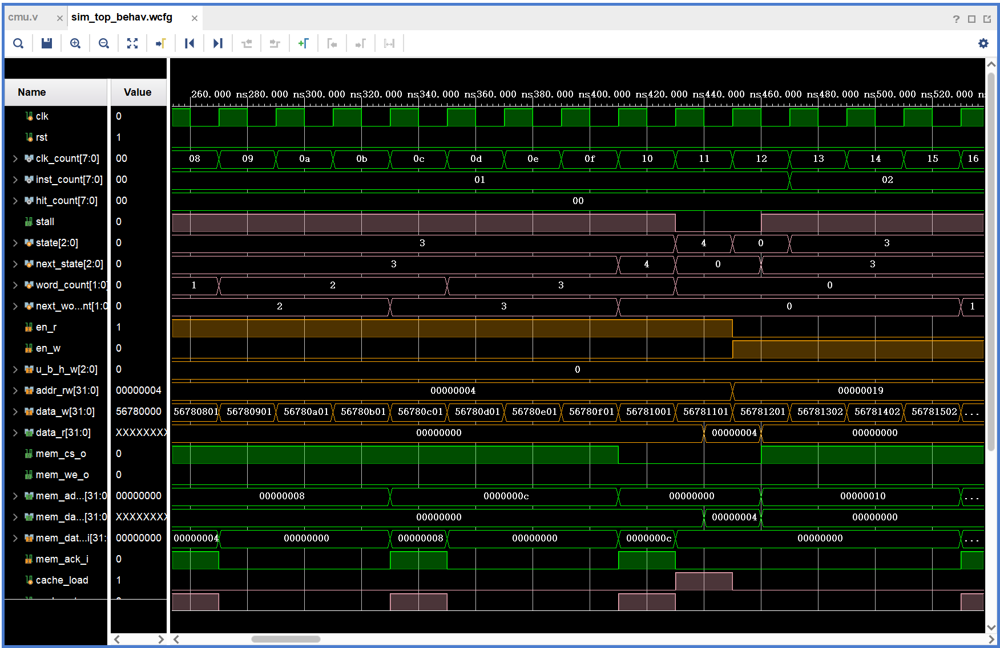 cmu.v × sim_top_behav.wcfg ×
Name Value
260.000 ns 280.000 ns 300.000 ns 320.000 ns 340.000 ns 360.000 ns 380.000 ns 400.000 ns 420.000 ns 440.000 ns 460.000 ns 480.000 ns 500.000 ns 520.000 ns
clk 0
rst 1
clk_count[7:0] 00 08 09 0a 0b 0c 0d 0e 0f 10 11 12 13 14 15 16
inst_count[7:0] 00 01 02
hit_count[7:0] 00 00
stall 0
state[2:0] 0 3 4 0 3
next_state[2:0] 0 3 4 0 3
word_count[1:0] 0 1 2 3 0
next_wo...nt[1:0 0 2 3 0 1
en_r 1
en_w 0
u_b_h_w[2:0] 0 0
addr_rw[31:0] 00000004 00000004 00000019
data_w[31:0] 56780000 56780801 56780901 56780a01 56780b01 56780c01 56780d01 56780e01 56780f01 56781001 56781101 56781201 56781302 56781402 56781502 ...
data_r[31:0] XXXXXXXX 00000000 00000004 00000000
mem_cs_o 0
mem_we_o 0
mem_ad...[31:0 00000000 00000008 0000000c 00000000 00000010 ...
mem_da...[31:0 XXXXXXXX 00000000 00000004 00000000
mem_dat...i[31: 00000000 00000004 00000000 00000008 00000000 0000000c 00000000 ...
mem_ack_i 0
cache_load 1